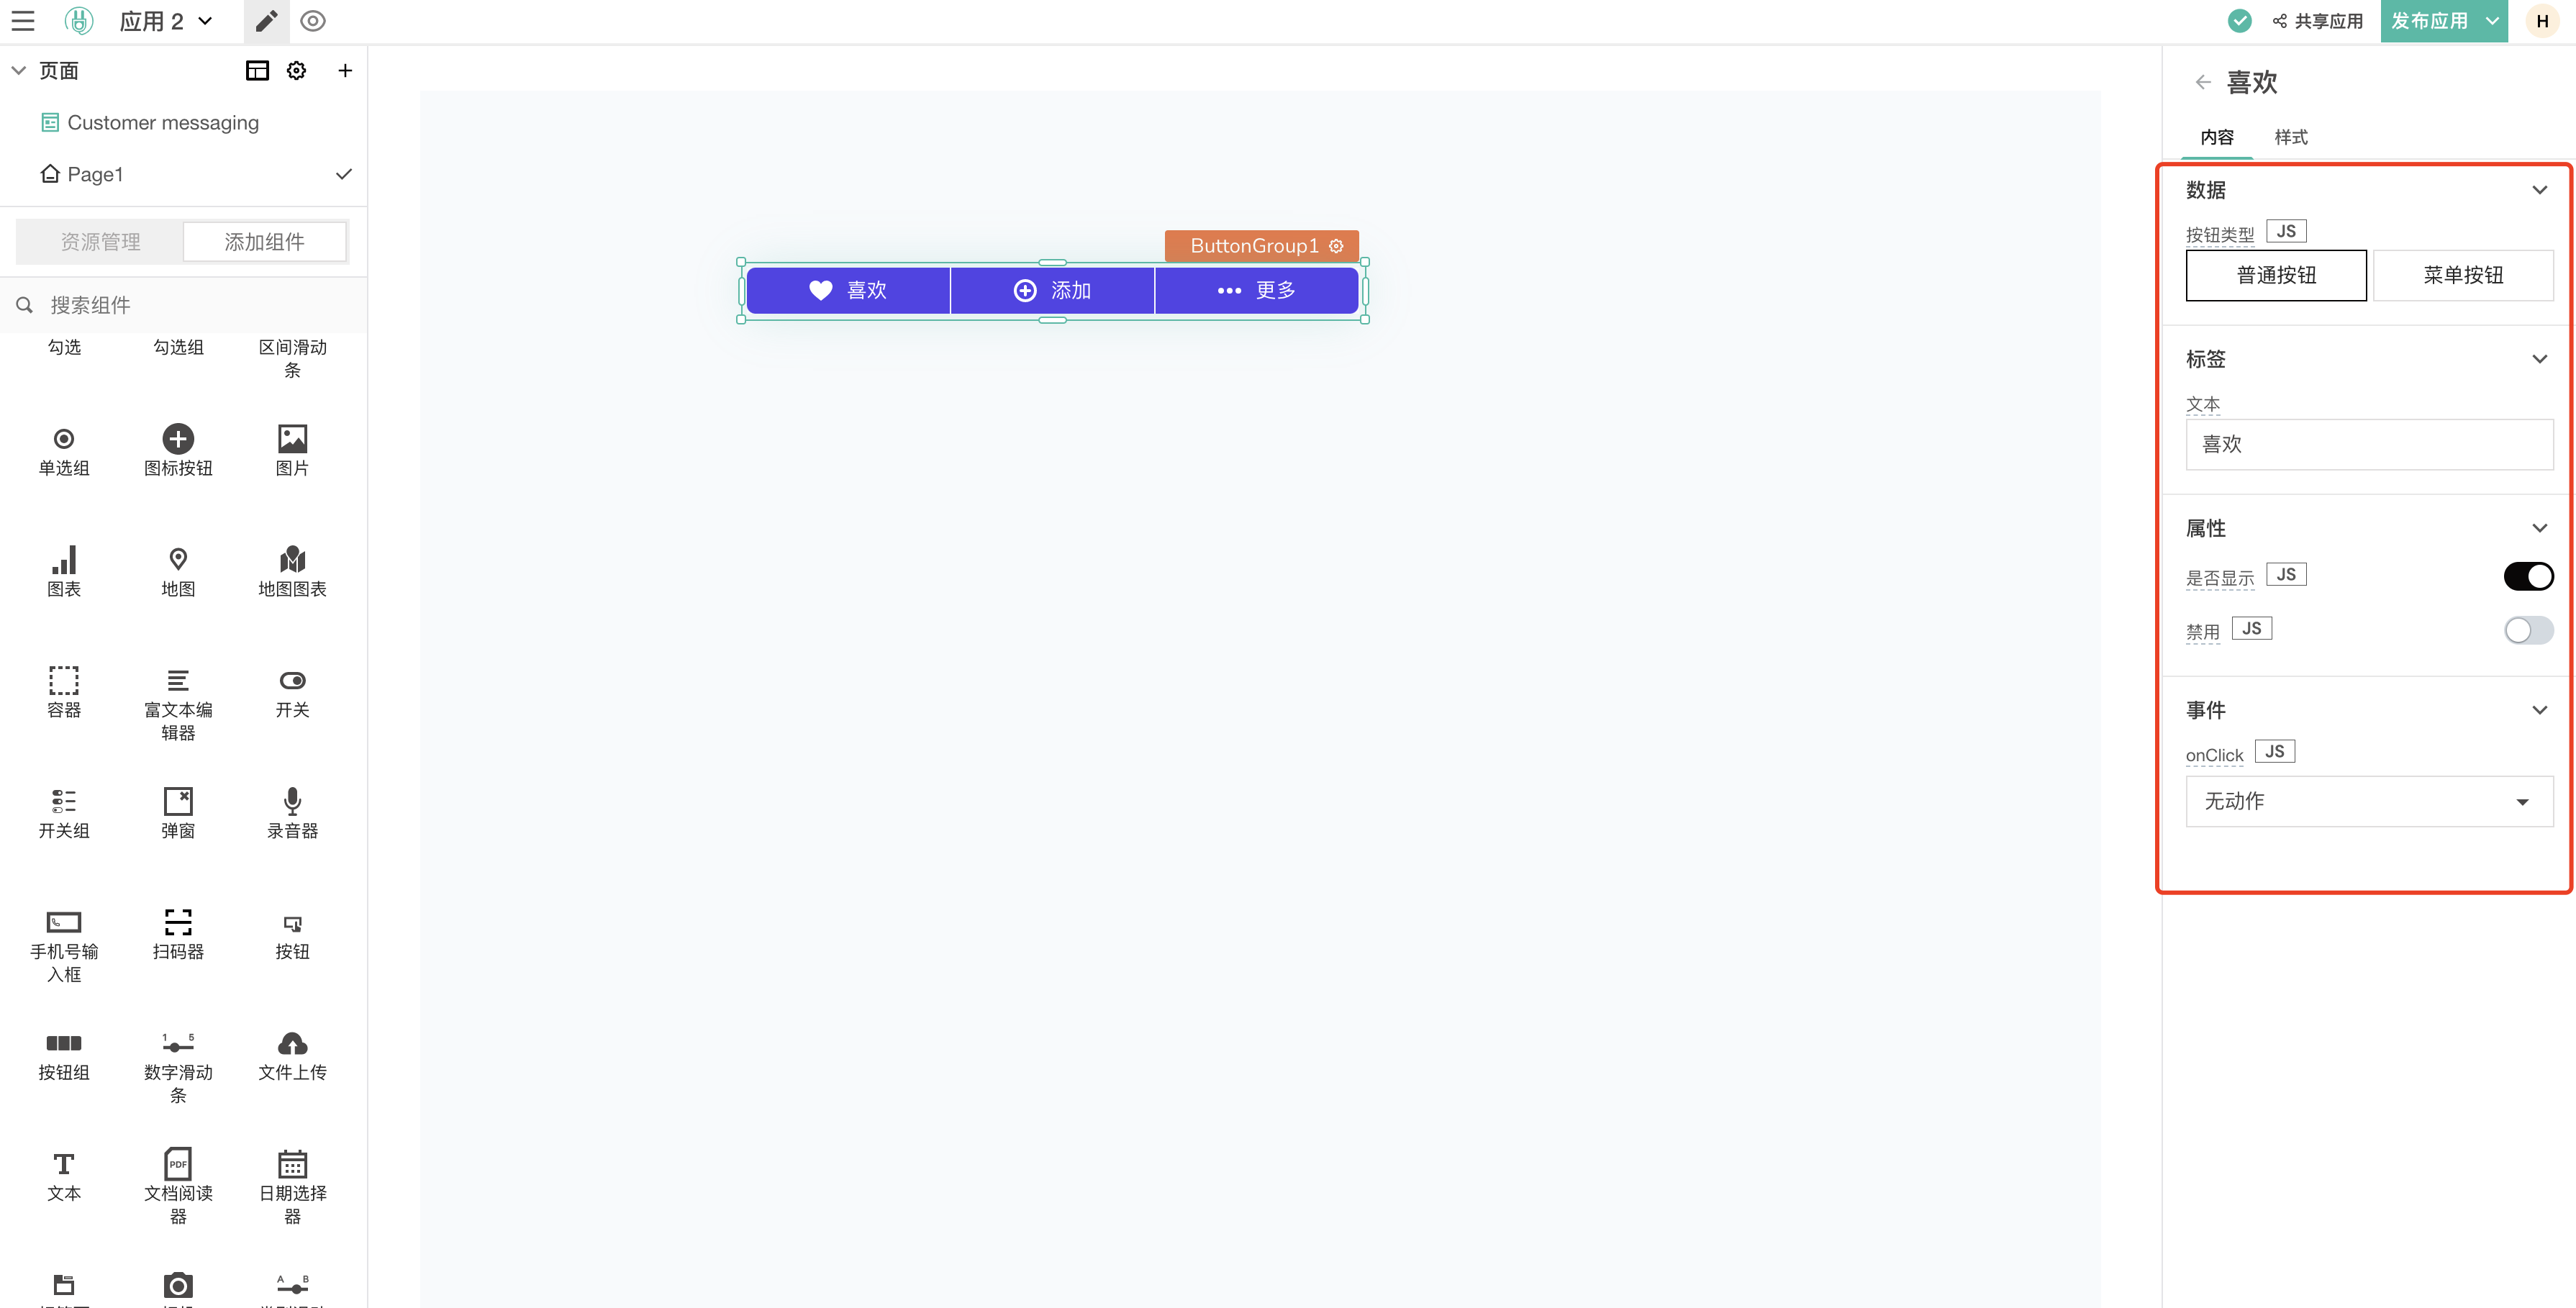 应用 2
共享应用
发布应用
H
页面
Customer messaging
Page1
资源管理
添加组件
搜索组件
勾选
勾选组
区间滑动
条
单选组
图标按钮
图片
图表
地图
地图图表
容器
富文本编
辑器
开关
开关组
弹窗
录音器
手机号输
入框
扫码器
按钮
按钮组
1 5
数字滑动
条
文件上传
文本
PDF
文档阅读
器
日期选择
器
A B
ButtonGroup1
喜欢
添加
更多
喜欢
内容
样式
数据
按钮类型
JS
普通按钮
菜单按钮
标签
文本
喜欢
属性
是否显示
JS
禁用
JS
事件
onClick
JS
无动作